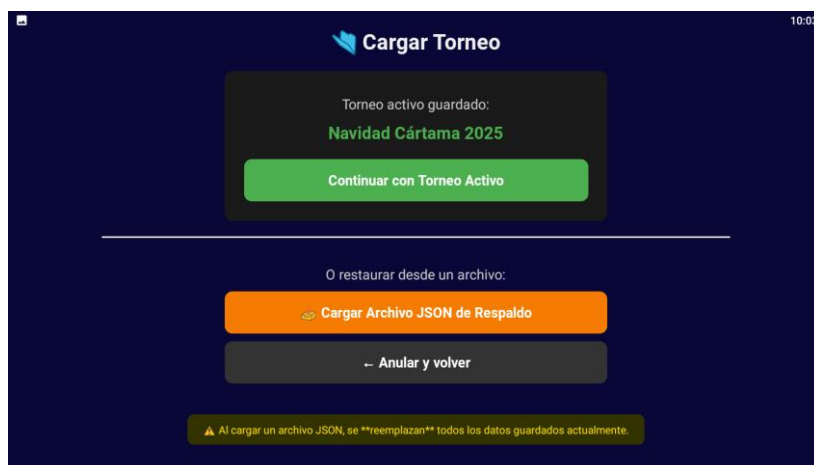 10:03
Cargar Torneo
Torneo activo guardado:
Navidad Cártama 2025
Continuar con Torneo Activo
O restaurar desde un archivo:
Cargar Archivo JSON de Respaldo
← Anular y volver
⚠ Al cargar un archivo JSON, se **reemplazan** todos los datos guardados actualmente.